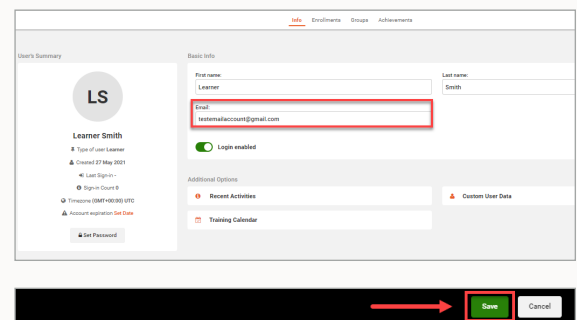 Info Enrollments Groups Achievements
User's Summary
Basic Info
LS
Learner Smith
Type of user Learner
Created 27 May 2021
Last Sign-in -
Sign-in Count 0
Timezone (GMT+00:00) UTC
Account expiration Set Date
Set Password
First name:
Learner
Last name:
Smith
Email:
testemailaccount@gmail.com
Login enabled
Additional Options
Recent Activities
Custom User Data
Training Calendar
Save
Cancel